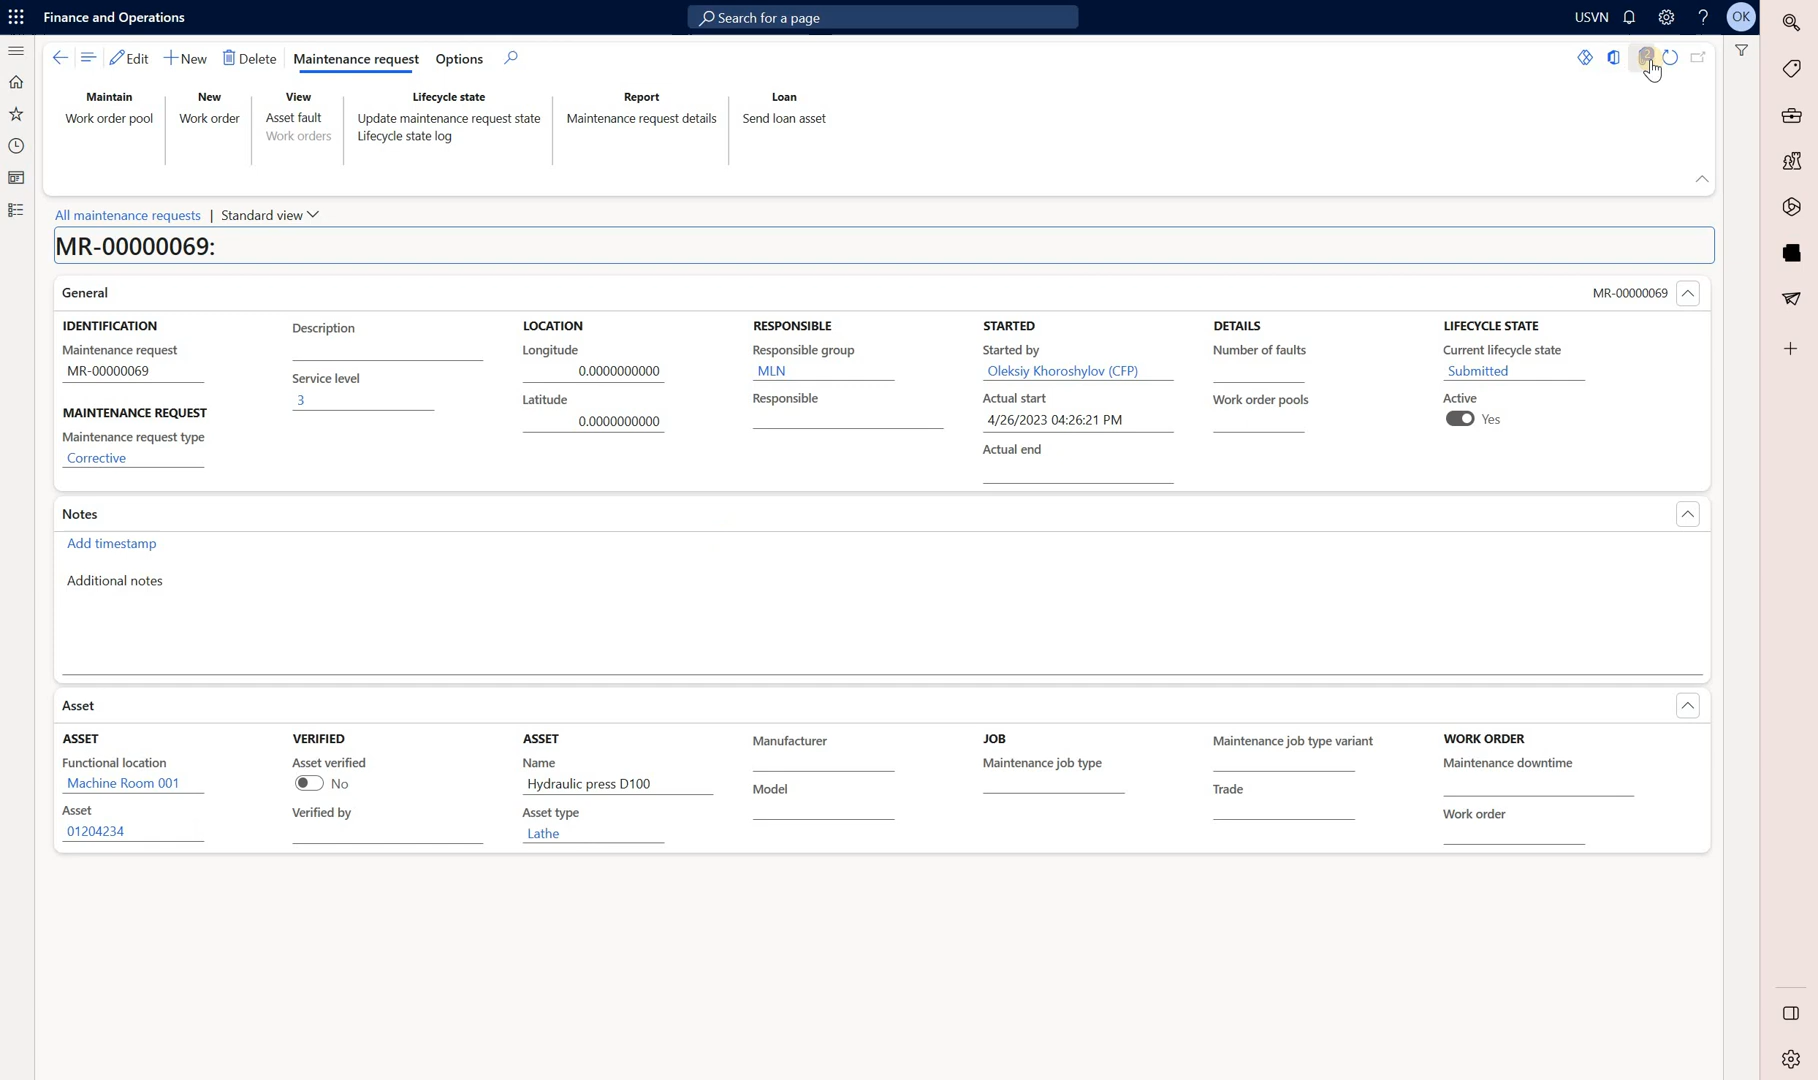 Finance and Operations
Search for a page
USVN
?
OK
Edit
New
Delete
Maintenance request
Options
2
Maintain
New
View
Lifecycle state
Report
Loan
Work order pool
Work order
Asset fault
Update maintenance request state
Maintenance request details
Send loan asset
Work orders
Lifecycle state log
All maintenance requests | Standard view
MR-00000069:
General
MR-00000069
IDENTIFICATION
Maintenance request
MR-00000069
MAINTENANCE REQUEST
Maintenance request type
Corrective
Description
Service level
3
LOCATION
Longitude
0.0000000000
Latitude
0.0000000000
RESPONSIBLE
Responsible group
MLN
Responsible
STARTED
Started by
Oleksiy Khoroshylov (CFP)
Actual start
4/26/2023 04:26:21 PM
Actual end
DETAILS
Number of faults
Work order pools
LIFECYCLE STATE
Current lifecycle state
Submitted
Active
Yes
Notes
Add timestamp
Additional notes
Asset
ASSET
Functional location
Machine Room 001
Asset
01204234
VERIFIED
Asset verified
No
Verified by
ASSET
Name
Hydraulic press D100
Asset type
Lathe
Manufacturer
Model
JOB
Maintenance job type
Maintenance job type variant
Trade
WORK ORDER
Maintenance downtime
Work order